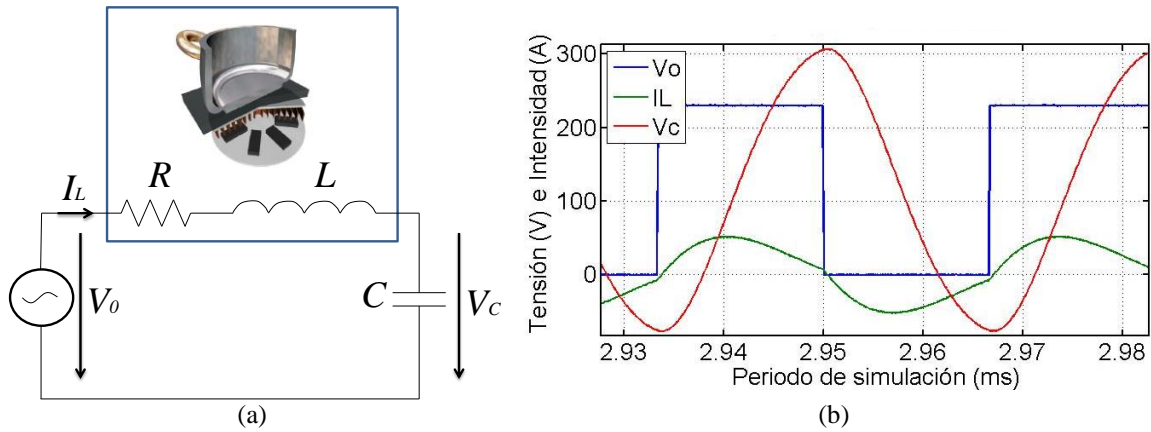 I_L
R
L
V_0
C
V_C
(a)
Tensión (V) e Intensidad (A)
300
200
100
0
Vo
IL
Vc
2.93 2.94 2.95 2.96 2.97 2.98
Periodo de simulación (ms)
(b)